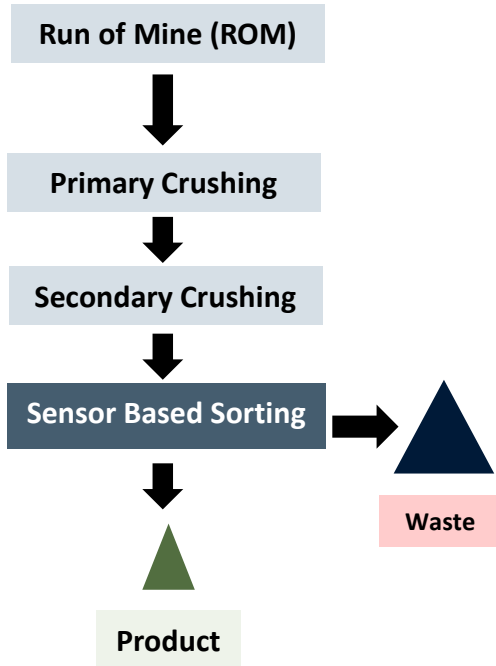 Run of Mine (ROM)
Primary Crushing
Secondary Crushing
Sensor Based Sorting
Waste
Product